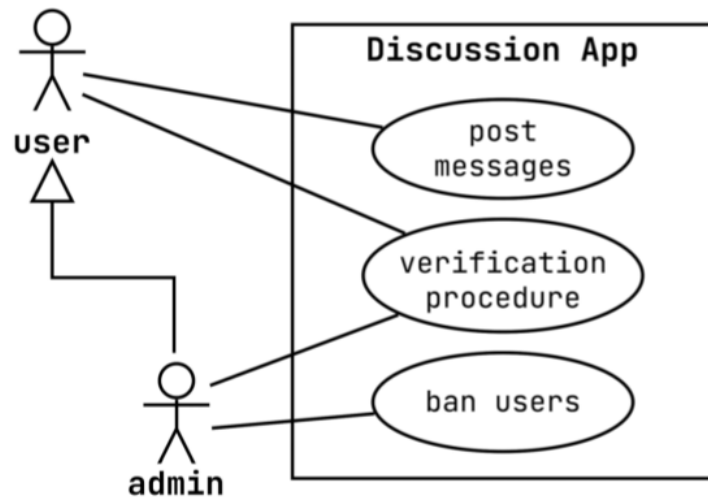 Discussion App
user
post
messages
verification
procedure
ban users
admin